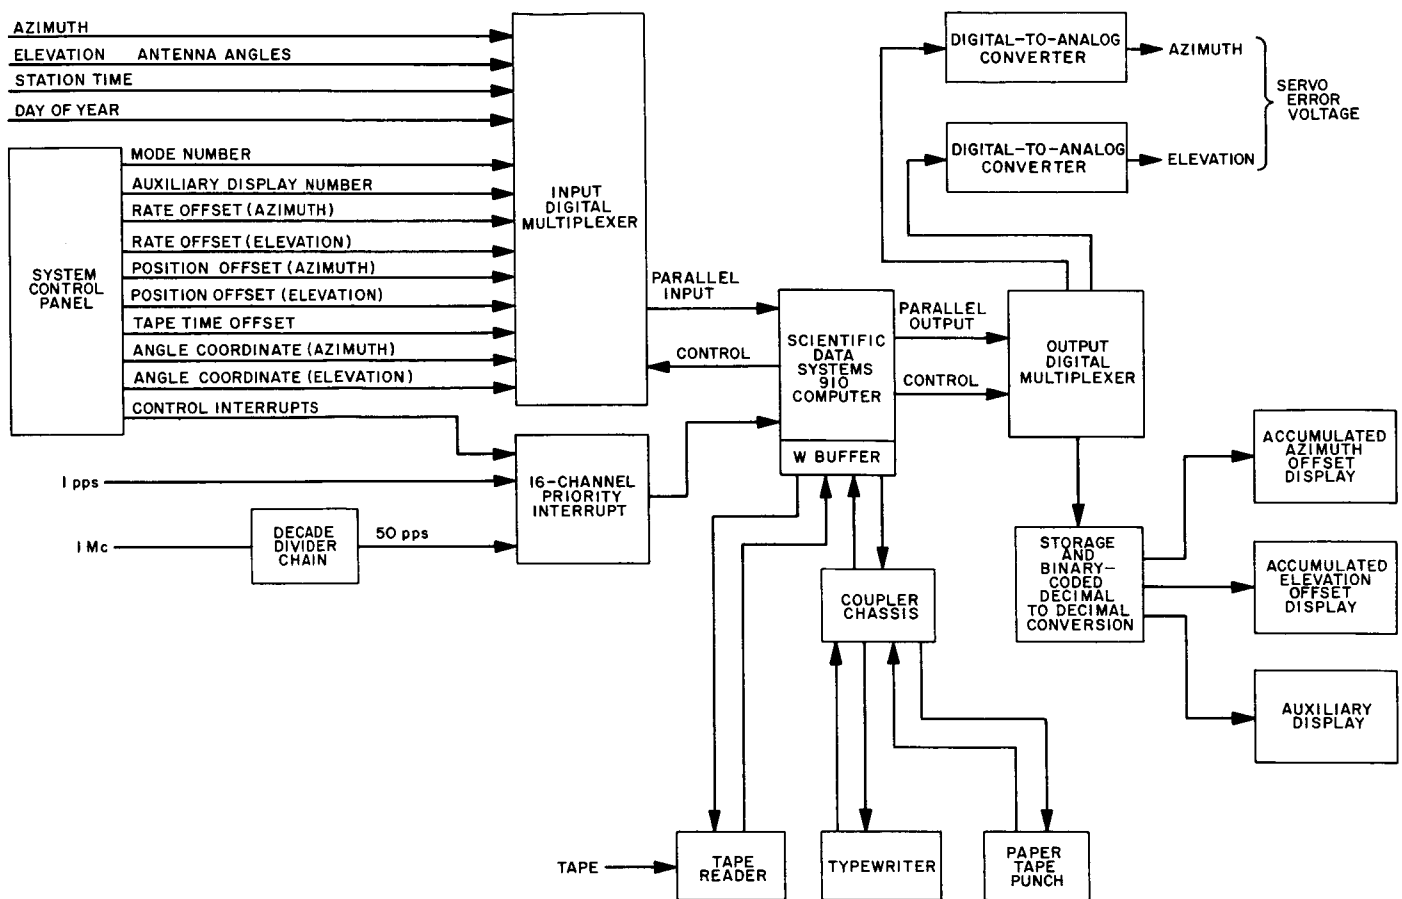 AZIMUTH
ELEVATION ANTENNA ANGLES
STATION TIME
DAY OF YEAR
SYSTEM
CONTROL
PANEL
MODE NUMBER
AUXILIARY DISPLAY NUMBER
RATE OFFSET (AZIMUTH)
RATE OFFSET (ELEVATION)
POSITION OFFSET (AZIMUTH)
POSITION OFFSET (ELEVATION)
TAPE TIME OFFSET
ANGLE COORDINATE (AZIMUTH)
ANGLE COORDINATE (ELEVATION)
CONTROL INTERRUPTS
1 pps
1 Mc
DECADE
DIVIDER
CHAIN
50 pps
INPUT
DIGITAL
MULTIPLEXER
16-CHANNEL
PRIORITY
INTERRUPT
PARALLEL
INPUT
CONTROL
SCIENTIFIC
DATA
SYSTEMS
910
COMPUTER
W BUFFER
PARALLEL
OUTPUT
CONTROL
OUTPUT
DIGITAL
MULTIPLEXER
DIGITAL-TO-ANALOG
CONVERTER
AZIMUTH
DIGITAL-TO-ANALOG
CONVERTER
ELEVATION
SERVO
ERROR
VOLTAGE
STORAGE
AND
BINARY-
CODED
DECIMAL
TO DECIMAL
CONVERSION
ACCUMULATED
AZIMUTH
OFFSET
DISPLAY
ACCUMULATED
ELEVATION
OFFSET
DISPLAY
AUXILIARY
DISPLAY
COUPLER
CHASSIS
TAPE
TAPE
READER
TYPEWRITER
PAPER
TAPE
PUNCH